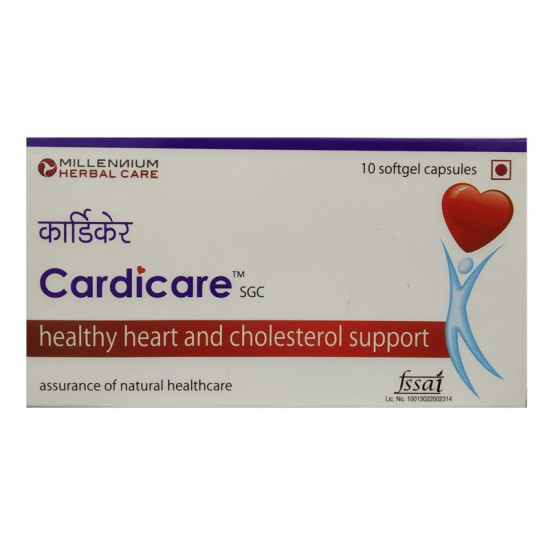 MILLENNIUM
HERBAL CARE
10 softgel capsules
कार्डिकेर
Cardicare™ SGC
healthy heart and cholesterol support
assurance of natural healthcare
fssai
Lic. No. 10013022002314